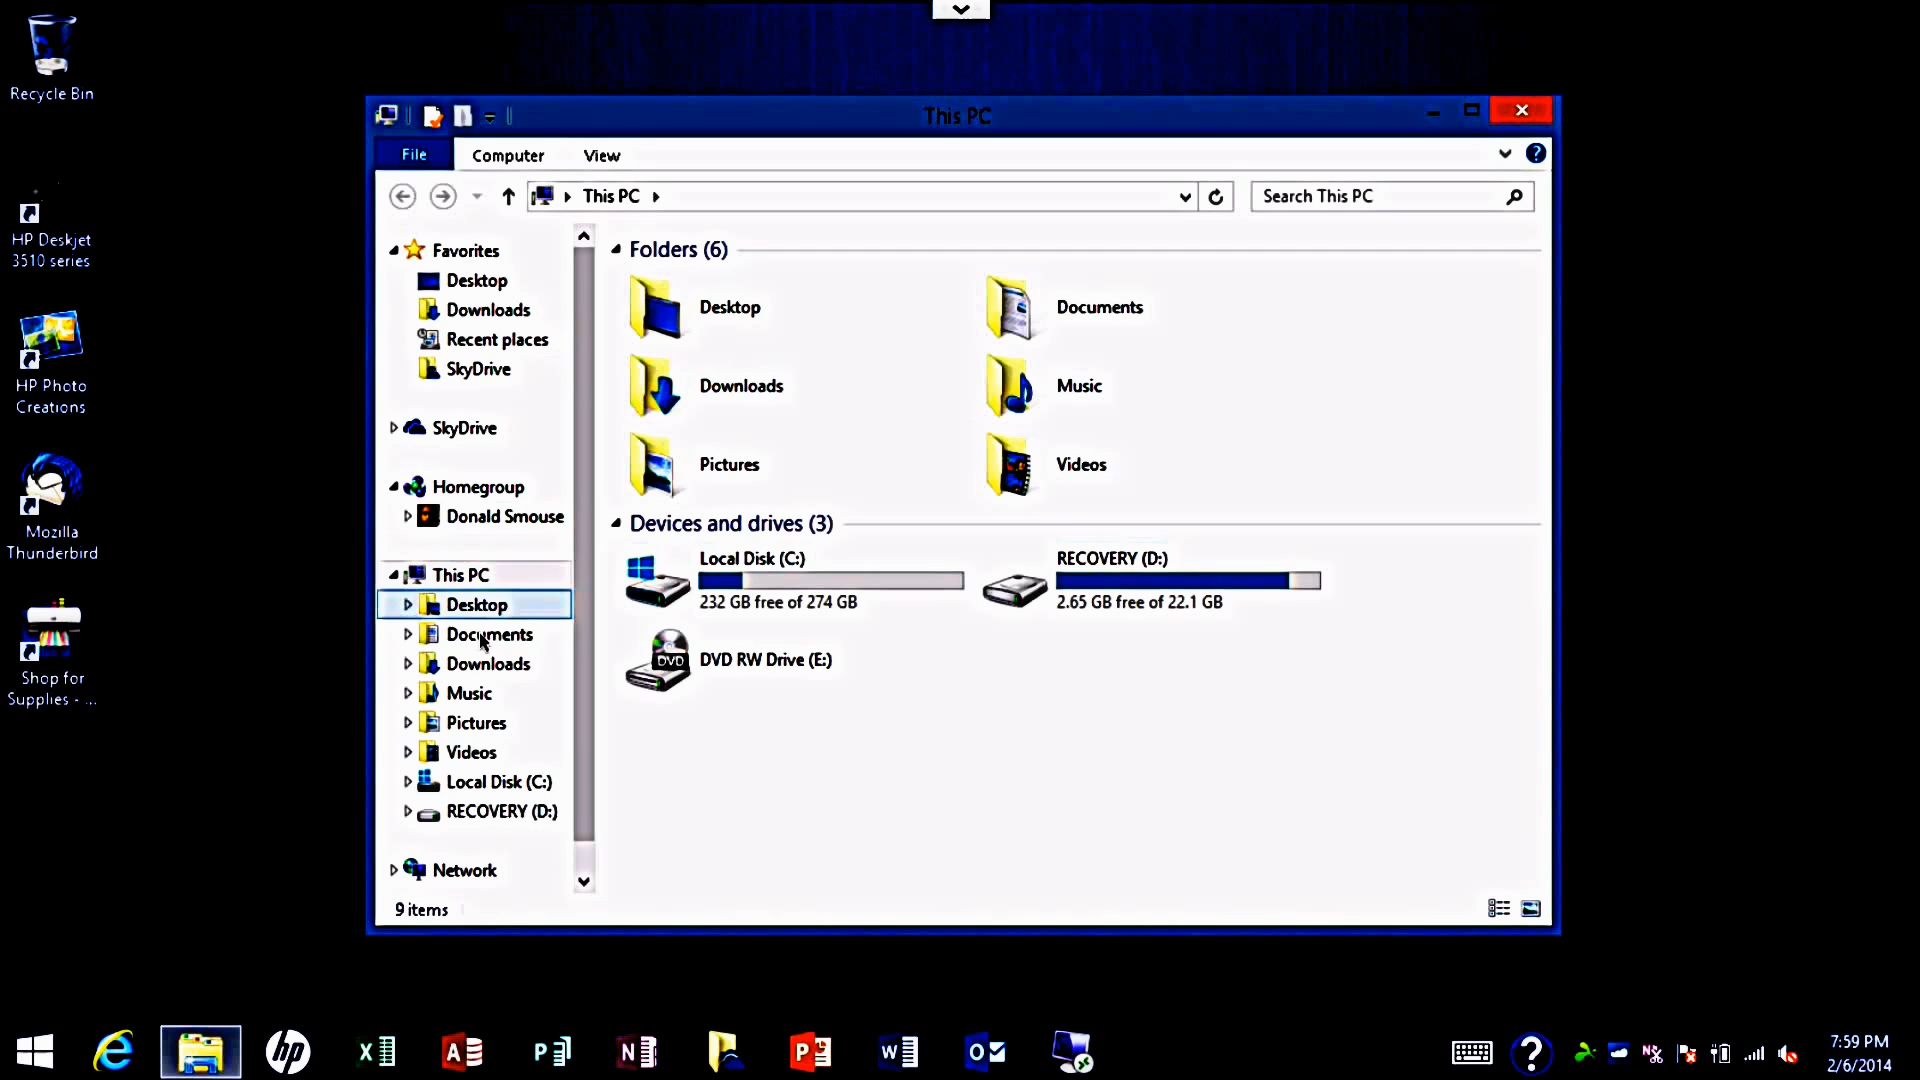 Recycle Bin
HP Deskjet
3510 series
HP Photo
Creations
Mozilla
Thunderbird
Shop for
Supplies - ...
This PC
File
Computer
View
This PC
Search This PC
Favorites
Desktop
Downloads
Recent places
SkyDrive
SkyDrive
Homegroup
Donald Smouse
This PC
Desktop
Documents
Downloads
Music
Pictures
Videos
Local Disk (C:)
RECOVERY (D:)
Network
9 items
Folders (6)
Desktop
Documents
Downloads
Music
Pictures
Videos
Devices and drives (3)
Local Disk (C:)
232 GB free of 274 GB
RECOVERY (D:)
2.65 GB free of 22.1 GB
DVD
DVD RW Drive (E:)
hp
X
A
P
N
P
W
O
7:59 PM
2/6/2014